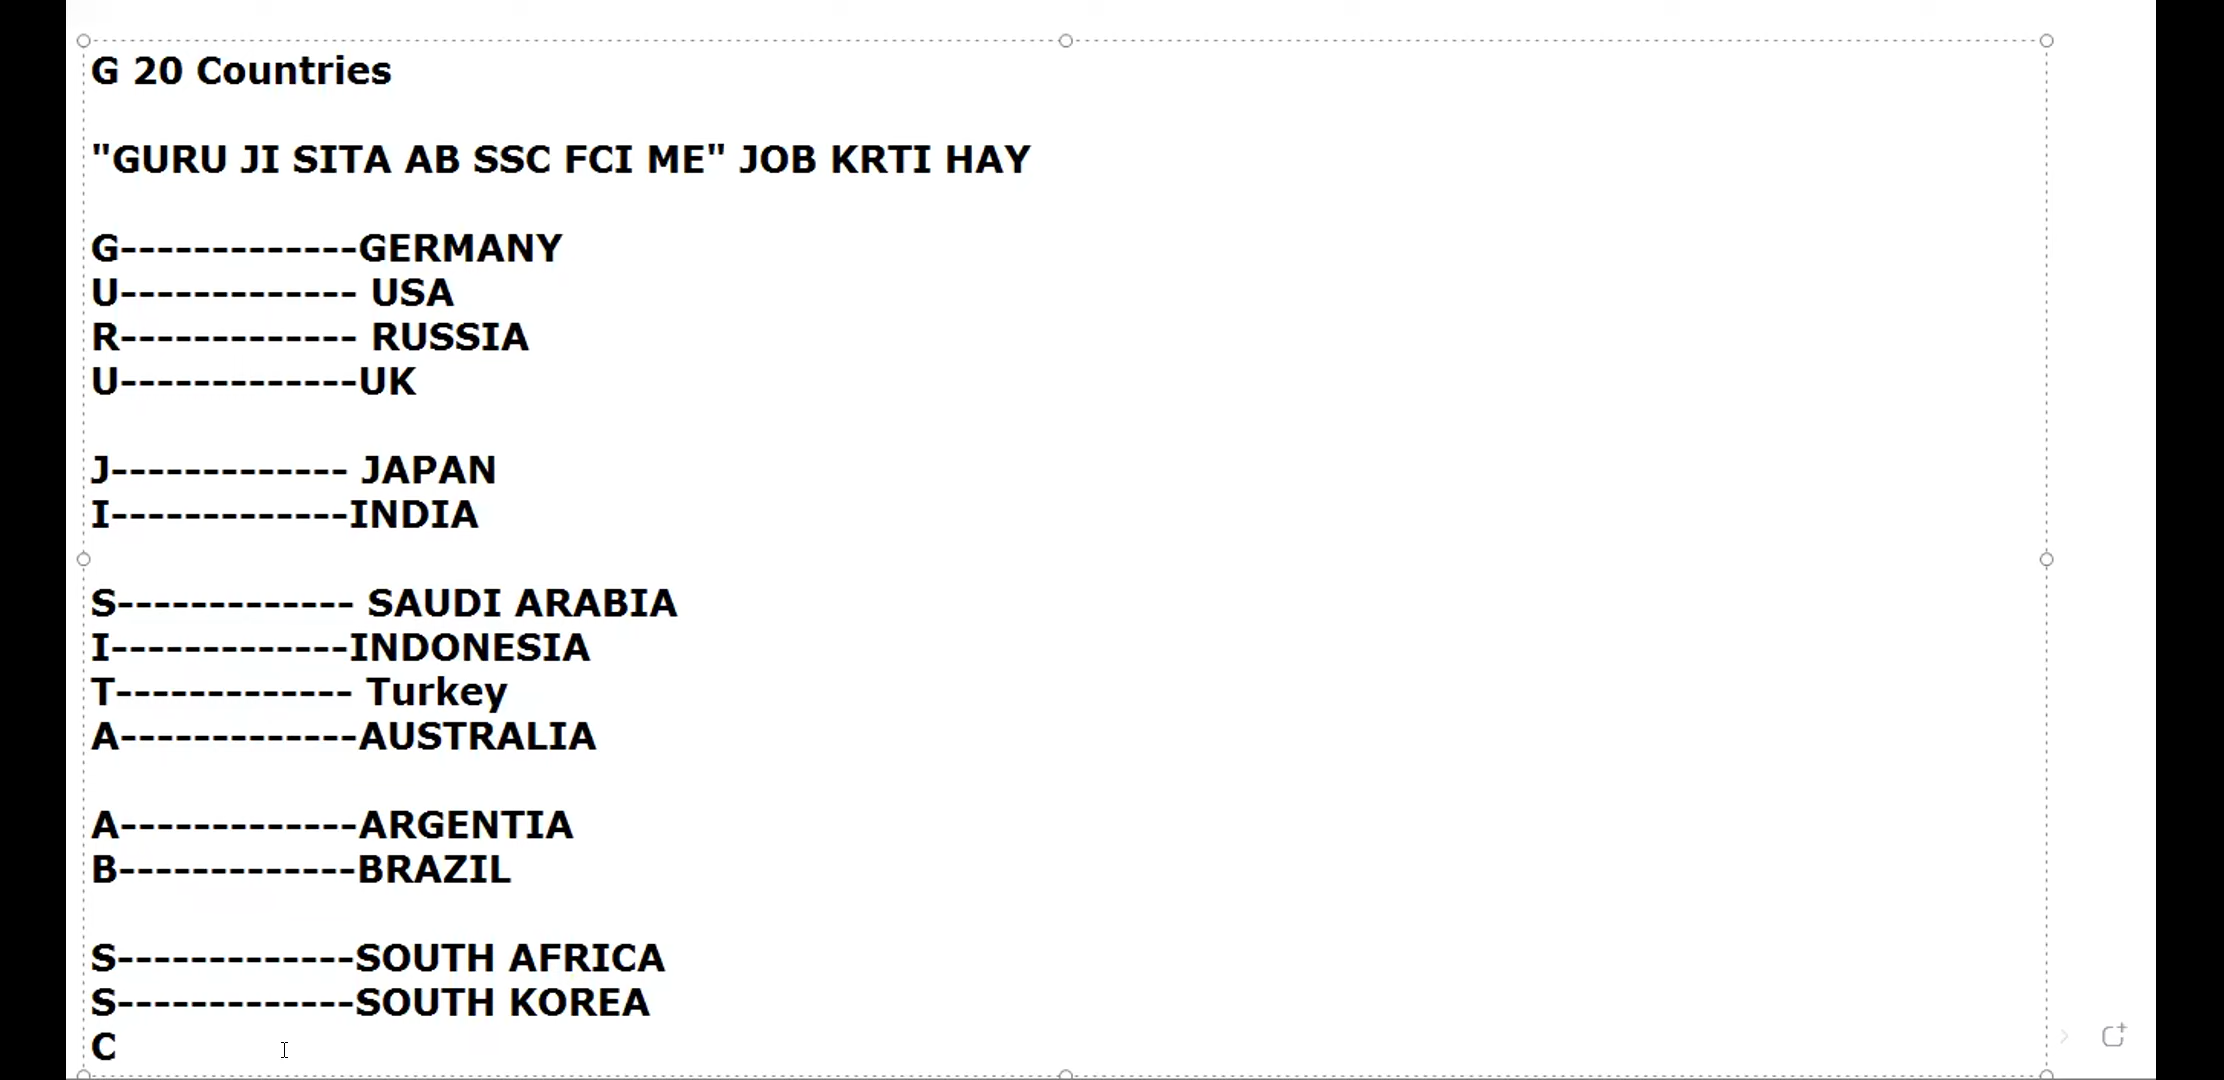 G 20 Countries
"GURU JI SITA AB SSC FCI ME" JOB KRTI HAY
G-------------GERMANY
U------------- USA
R------------- RUSSIA
U-------------UK
J------------- JAPAN
I-------------INDIA
S------------- SAUDI ARABIA
I-------------INDONESIA
T------------- Turkey
A-------------AUSTRALIA
A-------------ARGENTIA
B-------------BRAZIL
S-------------SOUTH AFRICA
S-------------SOUTH KOREA
C